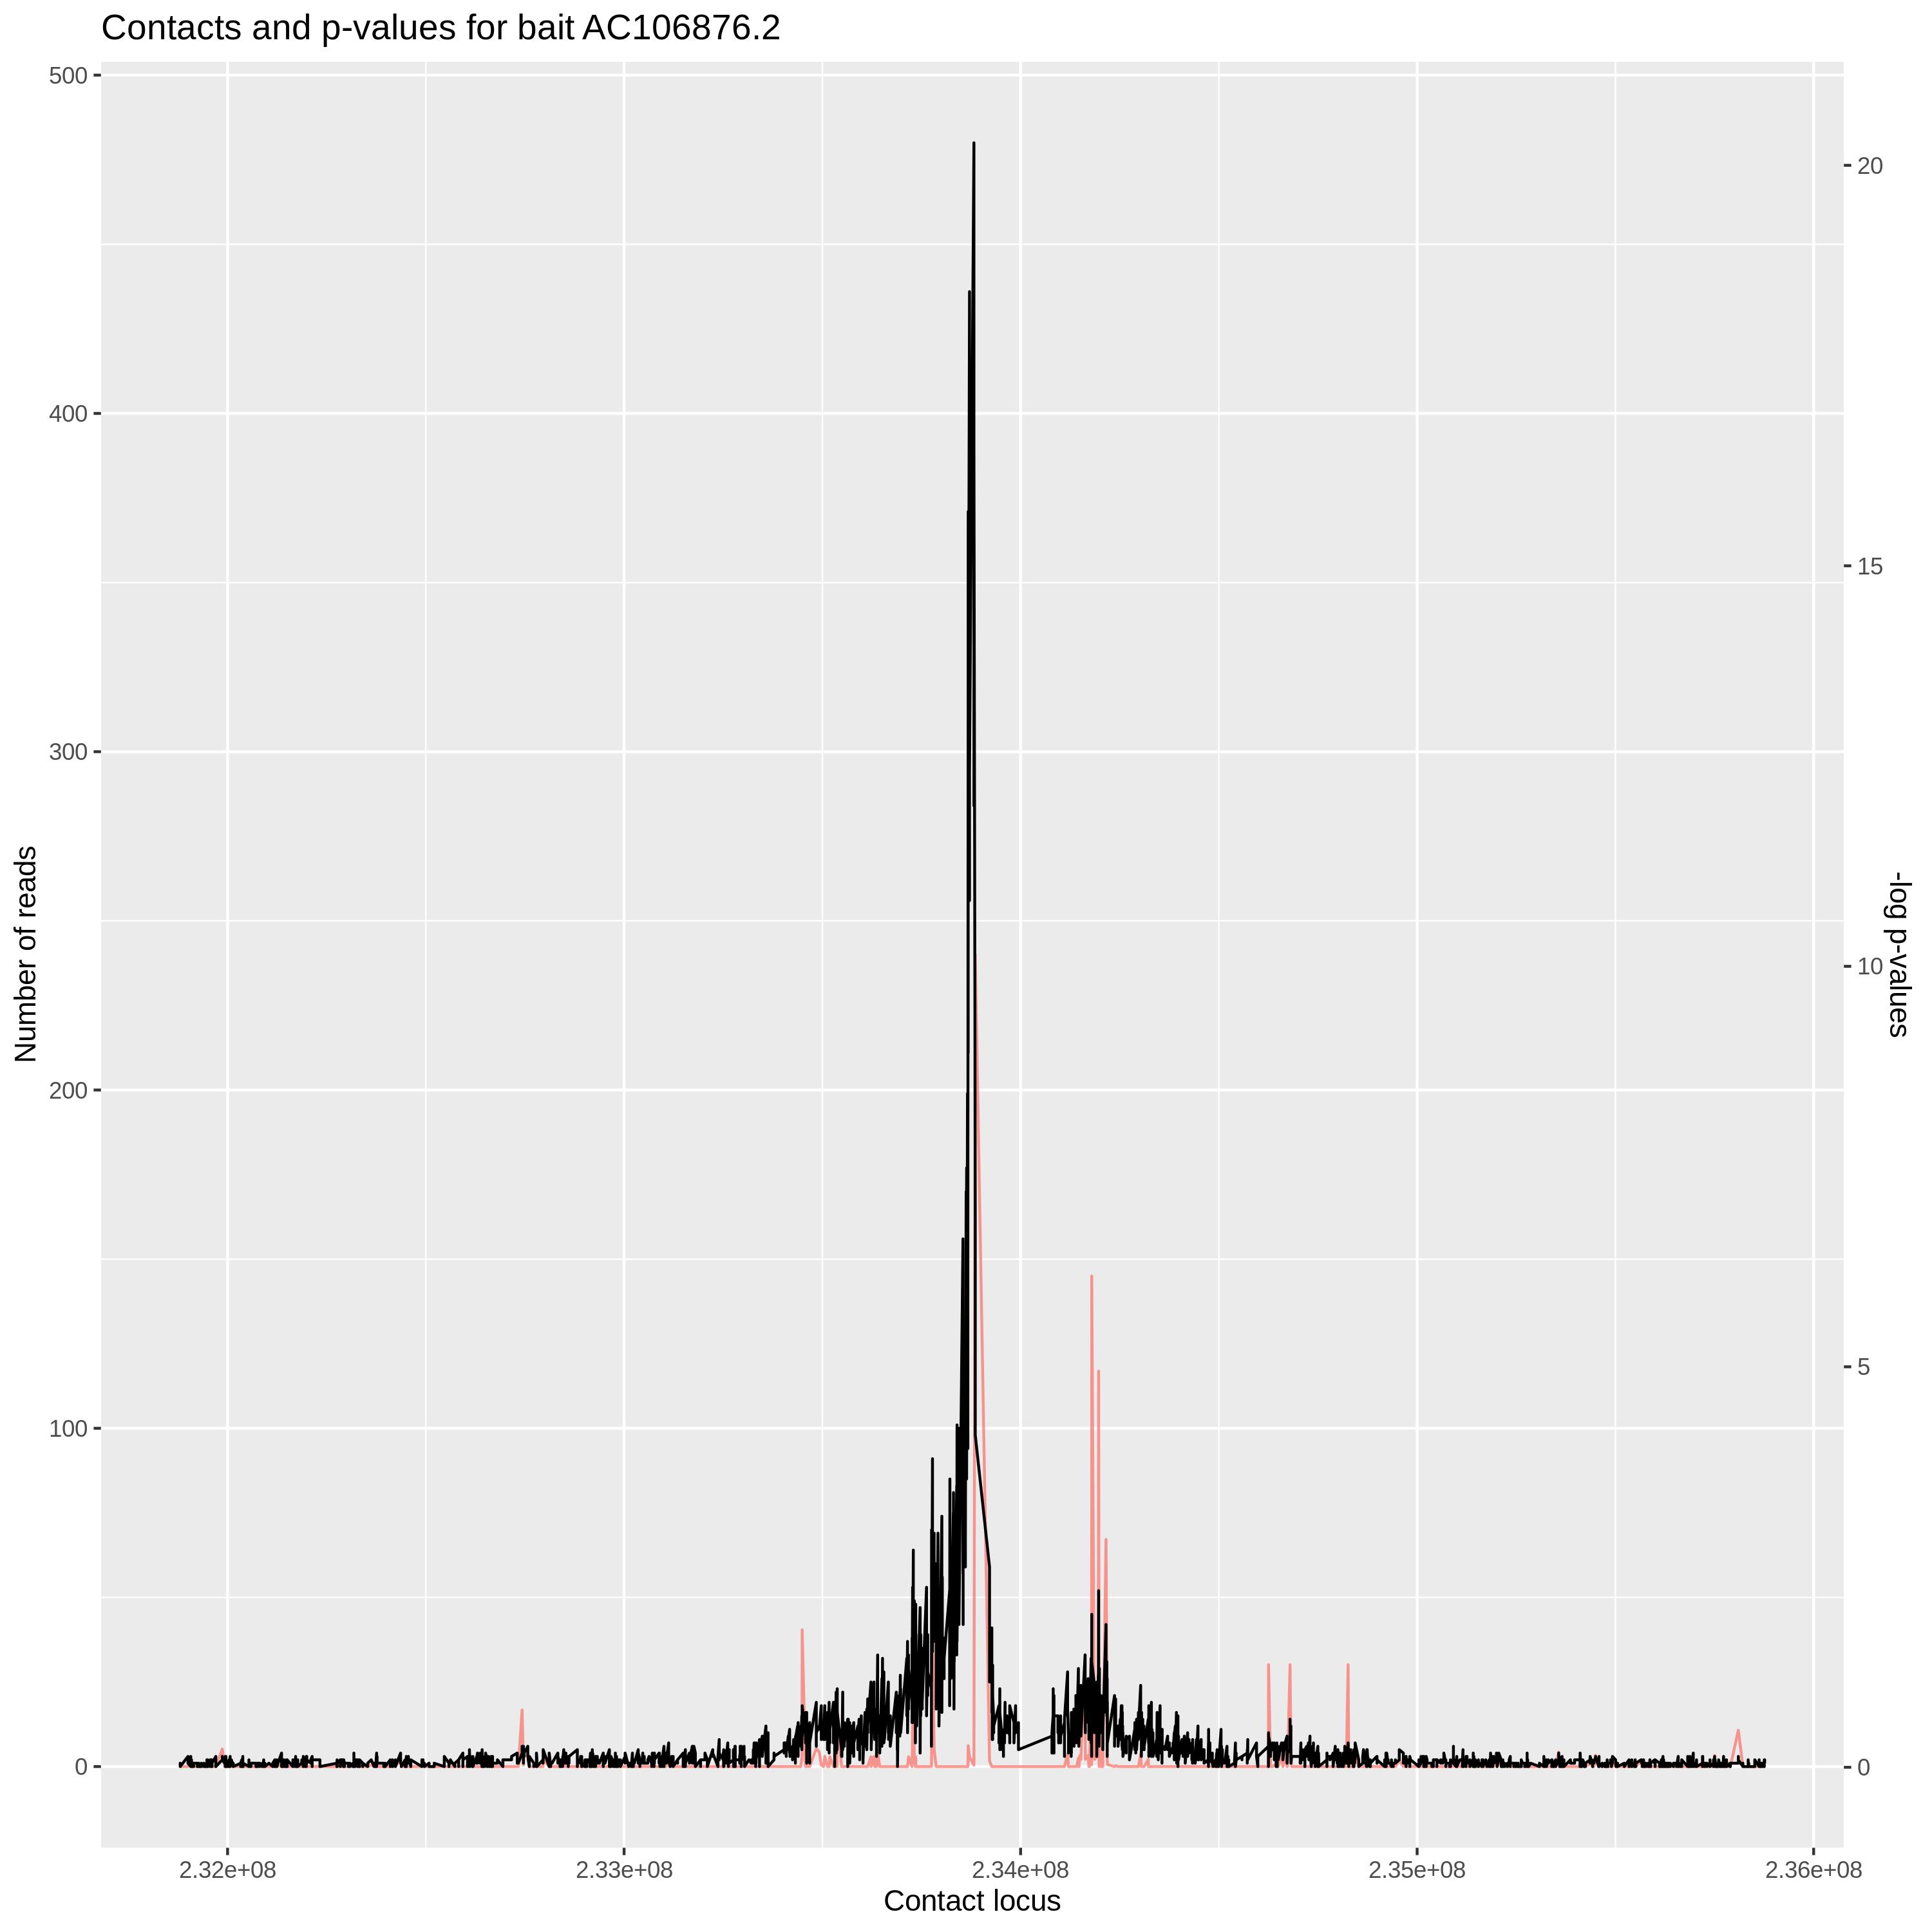 Contacts and p-values for bait AC106876.2
500
400
300
200
100
0
Number of reads
20
15
10
5
0
-log p-values
2.32e+08
2.33e+08
2.34e+08
2.35e+08
2.36e+08
Contact locus